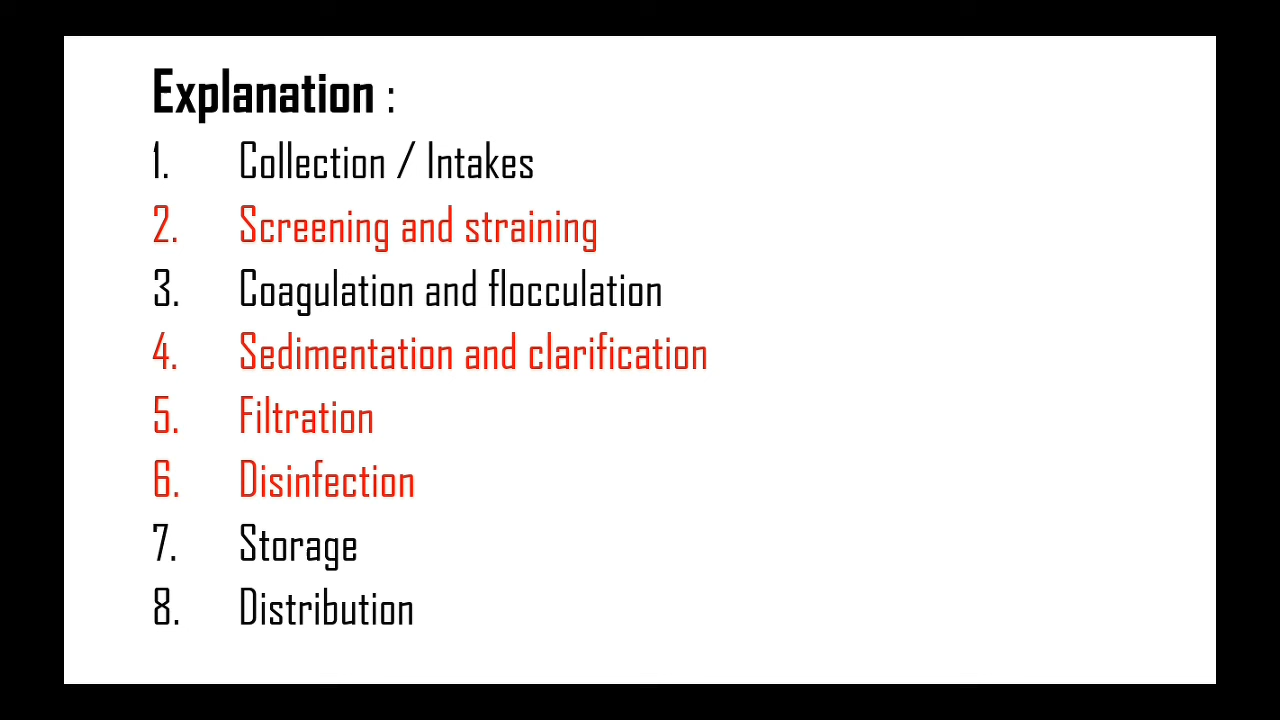 Explanation :
1. Collection / Intakes
2. Screening and straining
3. Coagulation and flocculation
4. Sedimentation and clarification
5. Filtration
6. Disinfection
7. Storage
8. Distribution